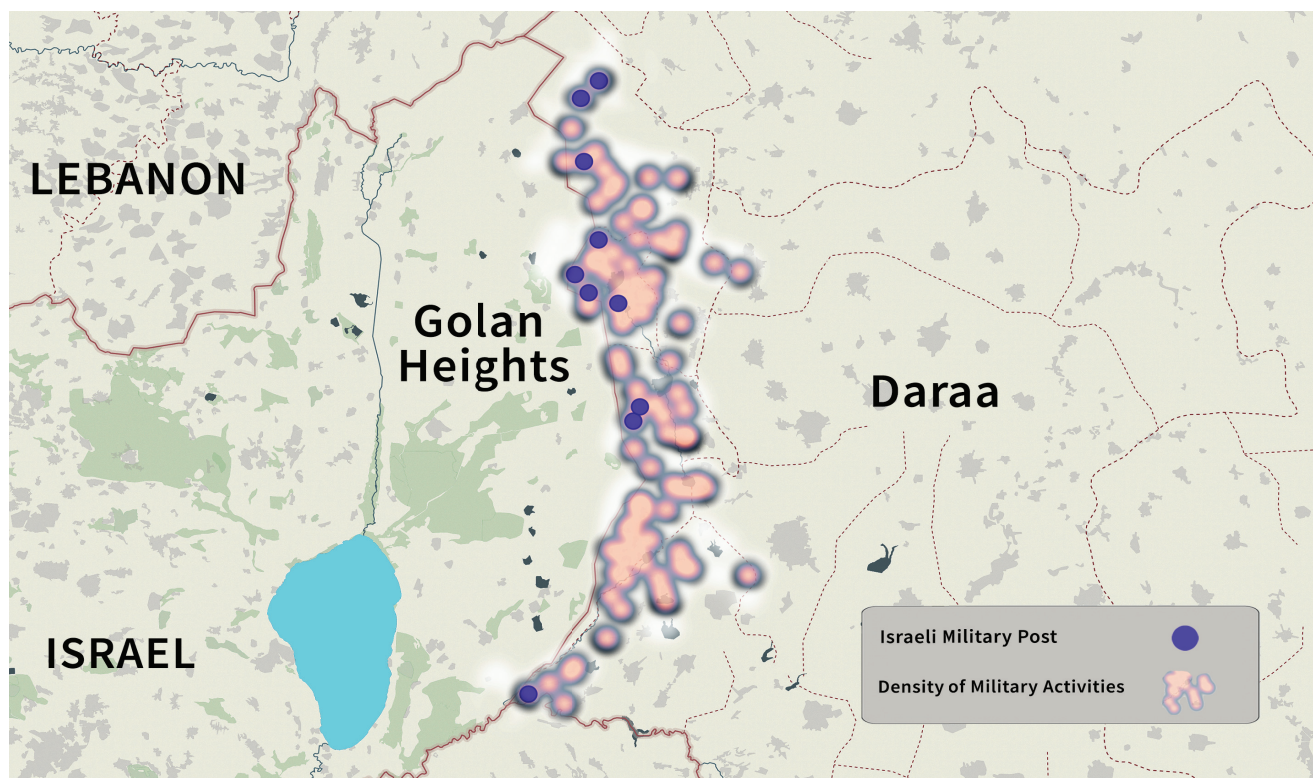 LEBANON
Golan
Heights
Daraa
ISRAEL
Israeli Military Post
Density of Military Activities